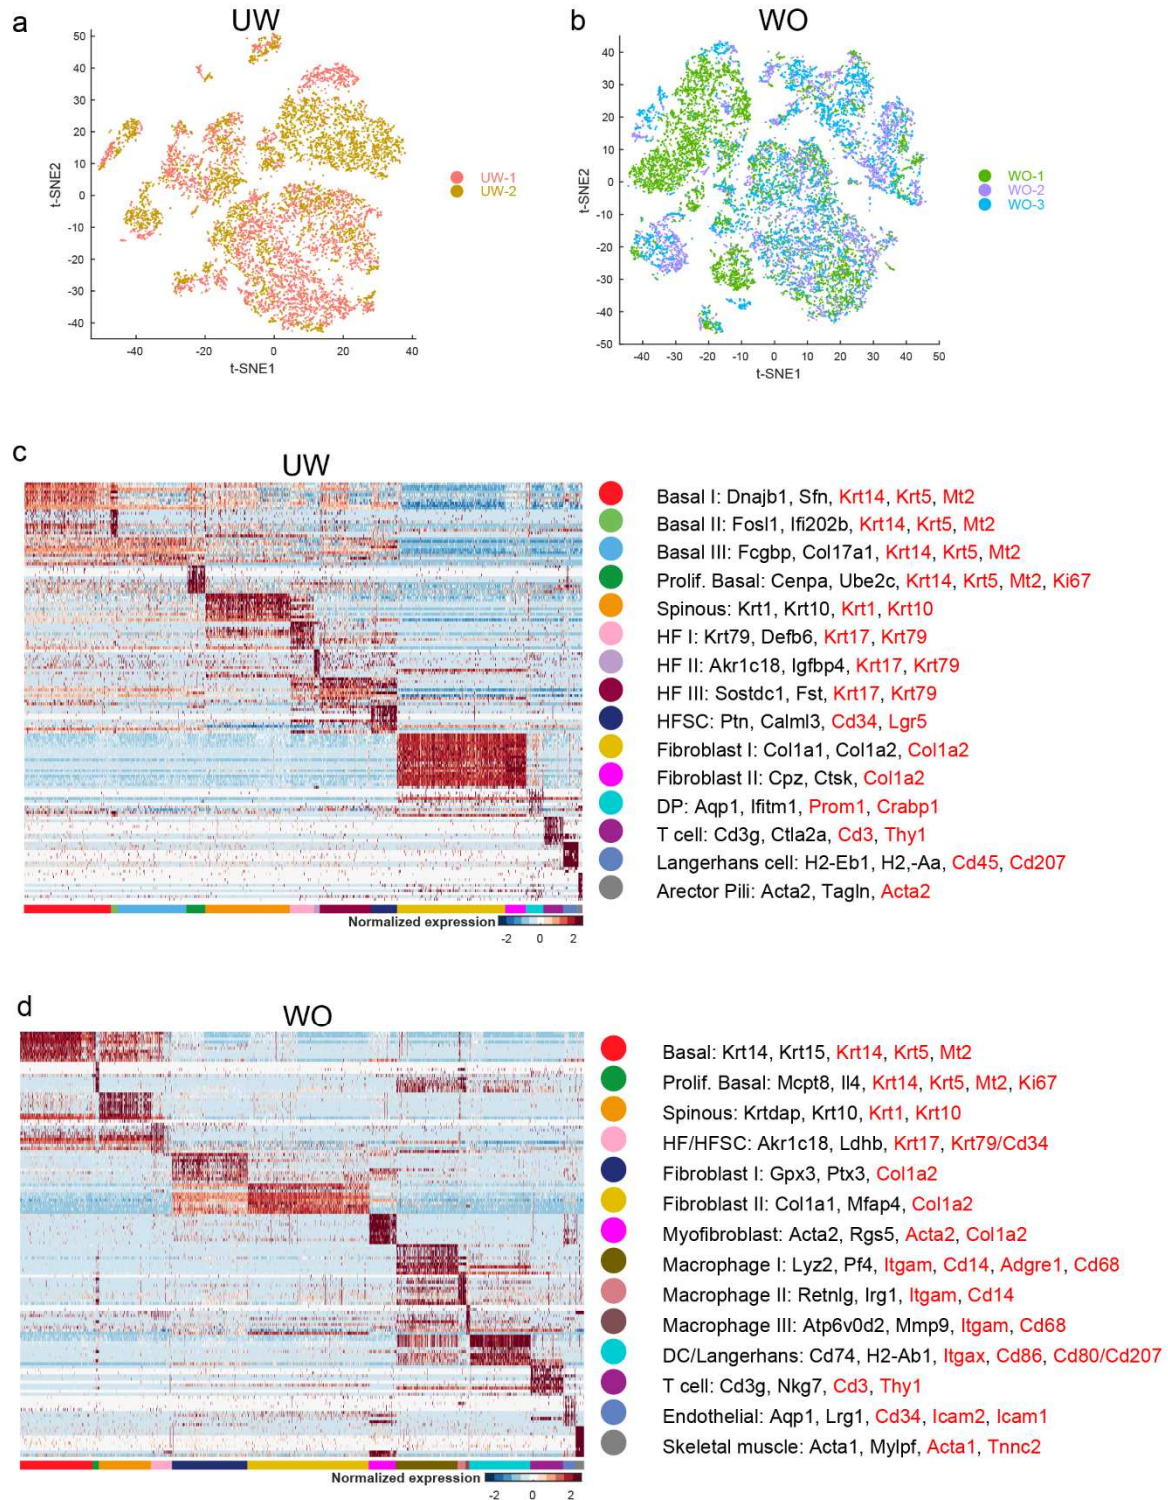 a
UW
50
40
30
20
10
0
-10
-20
-30
-40
t-SNE2
-40
-20
0
20
40
t-SNE1
UW-1
UW-2
b
WO
40
30
20
10
0
-10
-20
-30
-40
-50
t-SNE2
-40
-30
-20
-10
0
10
20
30
40
50
t-SNE1
WO-1
WO-2
WO-3
c
UW
Basal I: Dnajb1, Sfn, Krt14, Krt5, Mt2
Basal II: Fosl1, Ifi202b, Krt14, Krt5, Mt2
Basal III: Fcgbp, Col17a1, Krt14, Krt5, Mt2
Prolif. Basal: Cenpa, Ube2c, Krt14, Krt5, Mt2, Ki67
Spinous: Krt1, Krt10, Krt1, Krt10
HF I: Krt79, Defb6, Krt17, Krt79
HF II: Akr1c18, Igfbp4, Krt17, Krt79
HF III: Sostdc1, Fst, Krt17, Krt79
HFSC: Ptn, Calml3, Cd34, Lgr5
Fibroblast I: Col1a1, Col1a2, Col1a2
Fibroblast II: Cpz, Ctsk, Col1a2
DP: Aqp1, Ifitm1, Prom1, Crabp1
T cell: Cd3g, Ctla2a, Cd3, Thy1
Langerhans cell: H2-Eb1, H2,-Aa, Cd45, Cd207
Arector Pili: Acta2, Tagln, Acta2
Normalized expression
-2 0 2
d
WO
Basal: Krt14, Krt15, Krt14, Krt5, Mt2
Prolif. Basal: Mcpt8, Il4, Krt14, Krt5, Mt2, Ki67
Spinous: Krtdap, Krt10, Krt1, Krt10
HF/HFSC: Akr1c18, Ldhb, Krt17, Krt79/Cd34
Fibroblast I: Gpx3, Ptx3, Col1a2
Fibroblast II: Col1a1, Mfap4, Col1a2
Myofibroblast: Acta2, Rgs5, Acta2, Col1a2
Macrophage I: Lyz2, Pf4, Itgam, Cd14, Adgre1, Cd68
Macrophage II: Retnlg, Irg1, Itgam, Cd14
Macrophage III: Atp6v0d2, Mmp9, Itgam, Cd68
DC/Langerhans: Cd74, H2-Ab1, Itgax, Cd86, Cd80/Cd207
T cell: Cd3g, Nkg7, Cd3, Thy1
Endothelial: Aqp1, Lrg1, Cd34, Icam2, Icam1
Skeletal muscle: Acta1, Mylpf, Acta1, Tnnc2
Normalized expression
-2 0 2